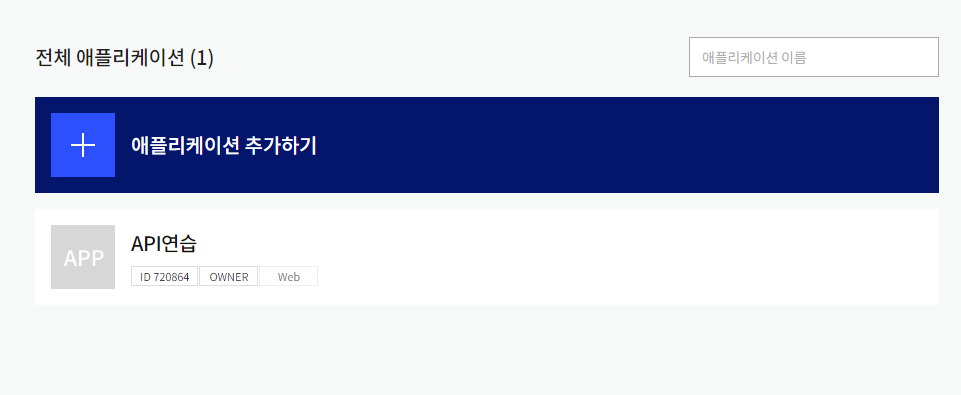 전체 애플리케이션 (1)
애플리케이션 이름
애플리케이션 추가하기
APP
API연습
ID 720864
OWNER
Web